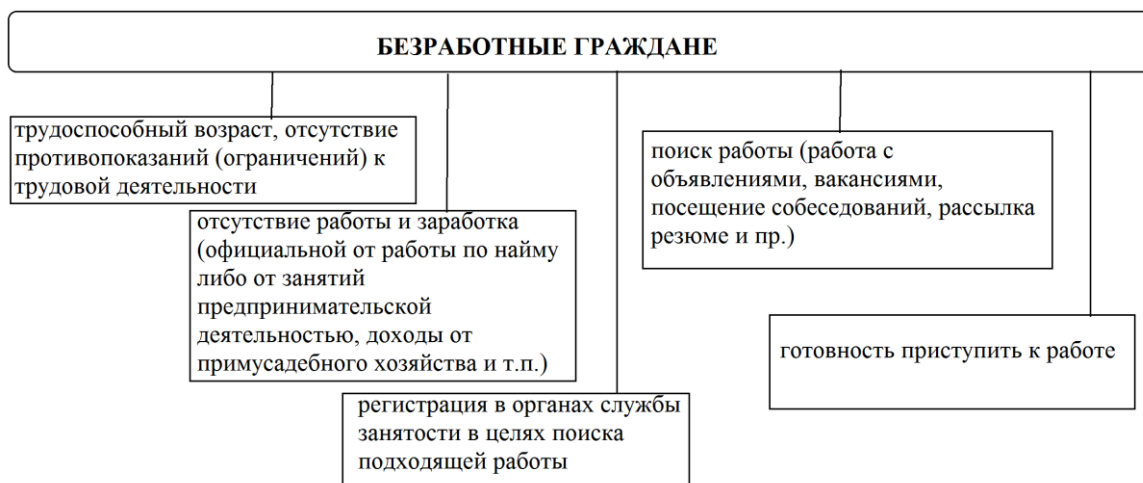 БЕЗРАБОТНЫЕ ГРАЖДАНЕ
трудоспособный возраст, отсутствие
противопоказаний (ограничений) к
трудовой деятельности
отсутствие работы и заработка
(официальной от работы по найму
либо от занятий
предпринимательской
деятельностью, доходы от
примусадебного хозяйства и т.п.)
регистрация в органах службы
занятости в целях поиска
подходящей работы
поиск работы (работа с
объявлениями, вакансиями,
посещение собеседований, рассылка
резюме и пр.)
готовность приступить к работе